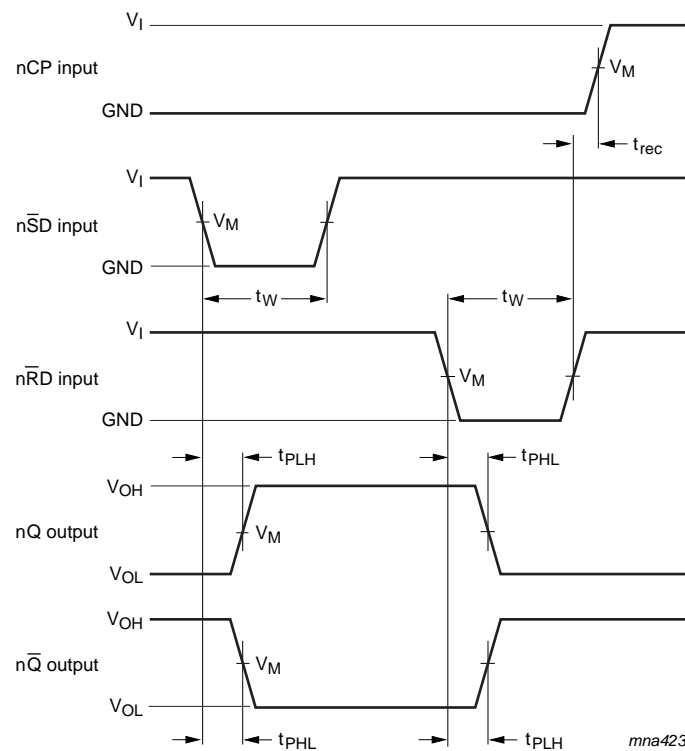 VI
nCP input
VM
GND
trec
VI
nS̅D input
VM
GND
tW
tW
VI
nR̅D input
VM
GND
tPLH
tPHL
VOH
nQ output
VM
VOL
VOH
nQ̅ output
VM
VOL
tPHL
tPLH
mna423